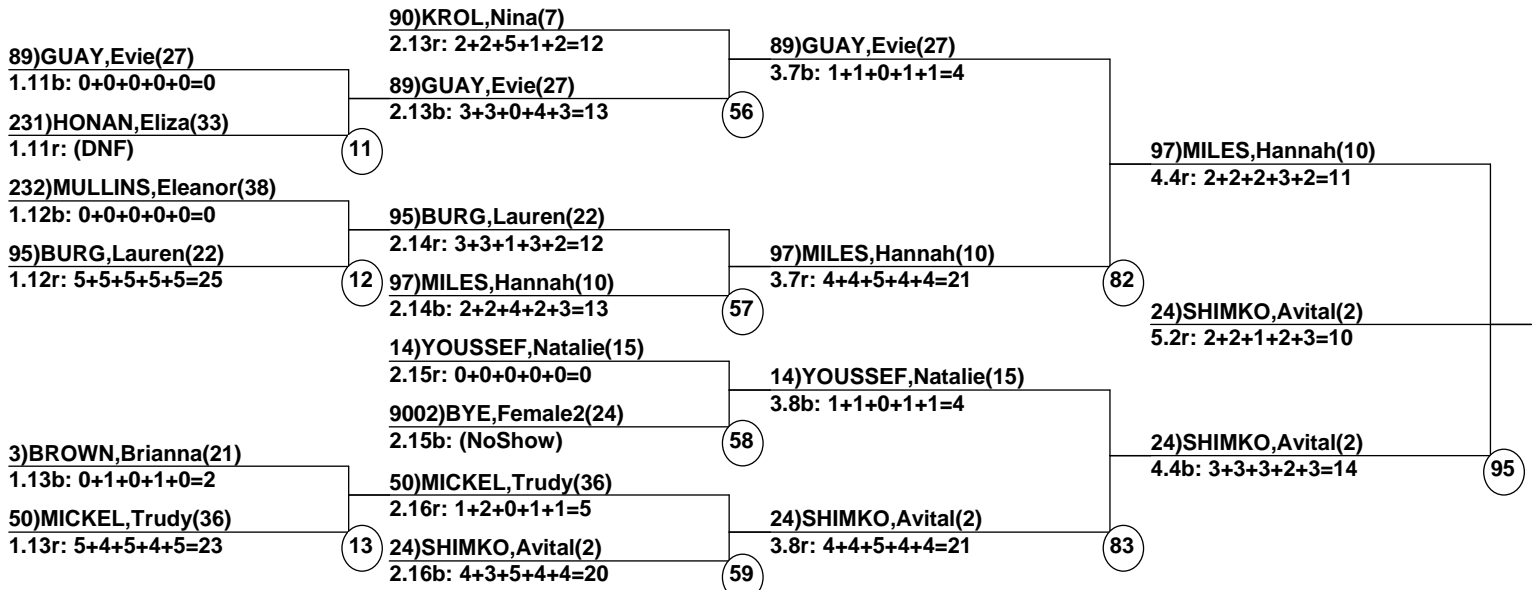 89)GUAY,Evie(27)
1.11b: 0+0+0+0+0=0
231)HONAN,Eliza(33)
1.11r: (DNF)
11
232)MULLINS,Eleanor(38)
1.12b: 0+0+0+0+0=0
95)BURG,Lauren(22)
1.12r: 5+5+5+5+5=25
12
3)BROWN,Brianna(21)
1.13b: 0+1+0+1+0=2
50)MICKEL,Trudy(36)
1.13r: 5+4+5+4+5=23
13
90)KROL,Nina(7)
2.13r: 2+2+5+1+2=12
89)GUAY,Evie(27)
2.13b: 3+3+0+4+3=13
56
95)BURG,Lauren(22)
2.14r: 3+3+1+3+2=12
97)MILES,Hannah(10)
2.14b: 2+2+4+2+3=13
57
14)YOUSSEF,Natalie(15)
2.15r: 0+0+0+0+0=0
9002)BYE,Female2(24)
2.15b: (NoShow)
58
50)MICKEL,Trudy(36)
2.16r: 1+2+0+1+1=5
24)SHIMKO,Avital(2)
2.16b: 4+3+5+4+4=20
59
89)GUAY,Evie(27)
3.7b: 1+1+0+1+1=4
97)MILES,Hannah(10)
3.7r: 4+4+5+4+4=21
82
14)YOUSSEF,Natalie(15)
3.8b: 1+1+0+1+1=4
24)SHIMKO,Avital(2)
3.8r: 4+4+5+4+4=21
83
97)MILES,Hannah(10)
4.4r: 2+2+2+3+2=11
24)SHIMKO,Avital(2)
4.4b: 3+3+3+2+3=14
95
24)SHIMKO,Avital(2)
5.2r: 2+2+1+2+3=10